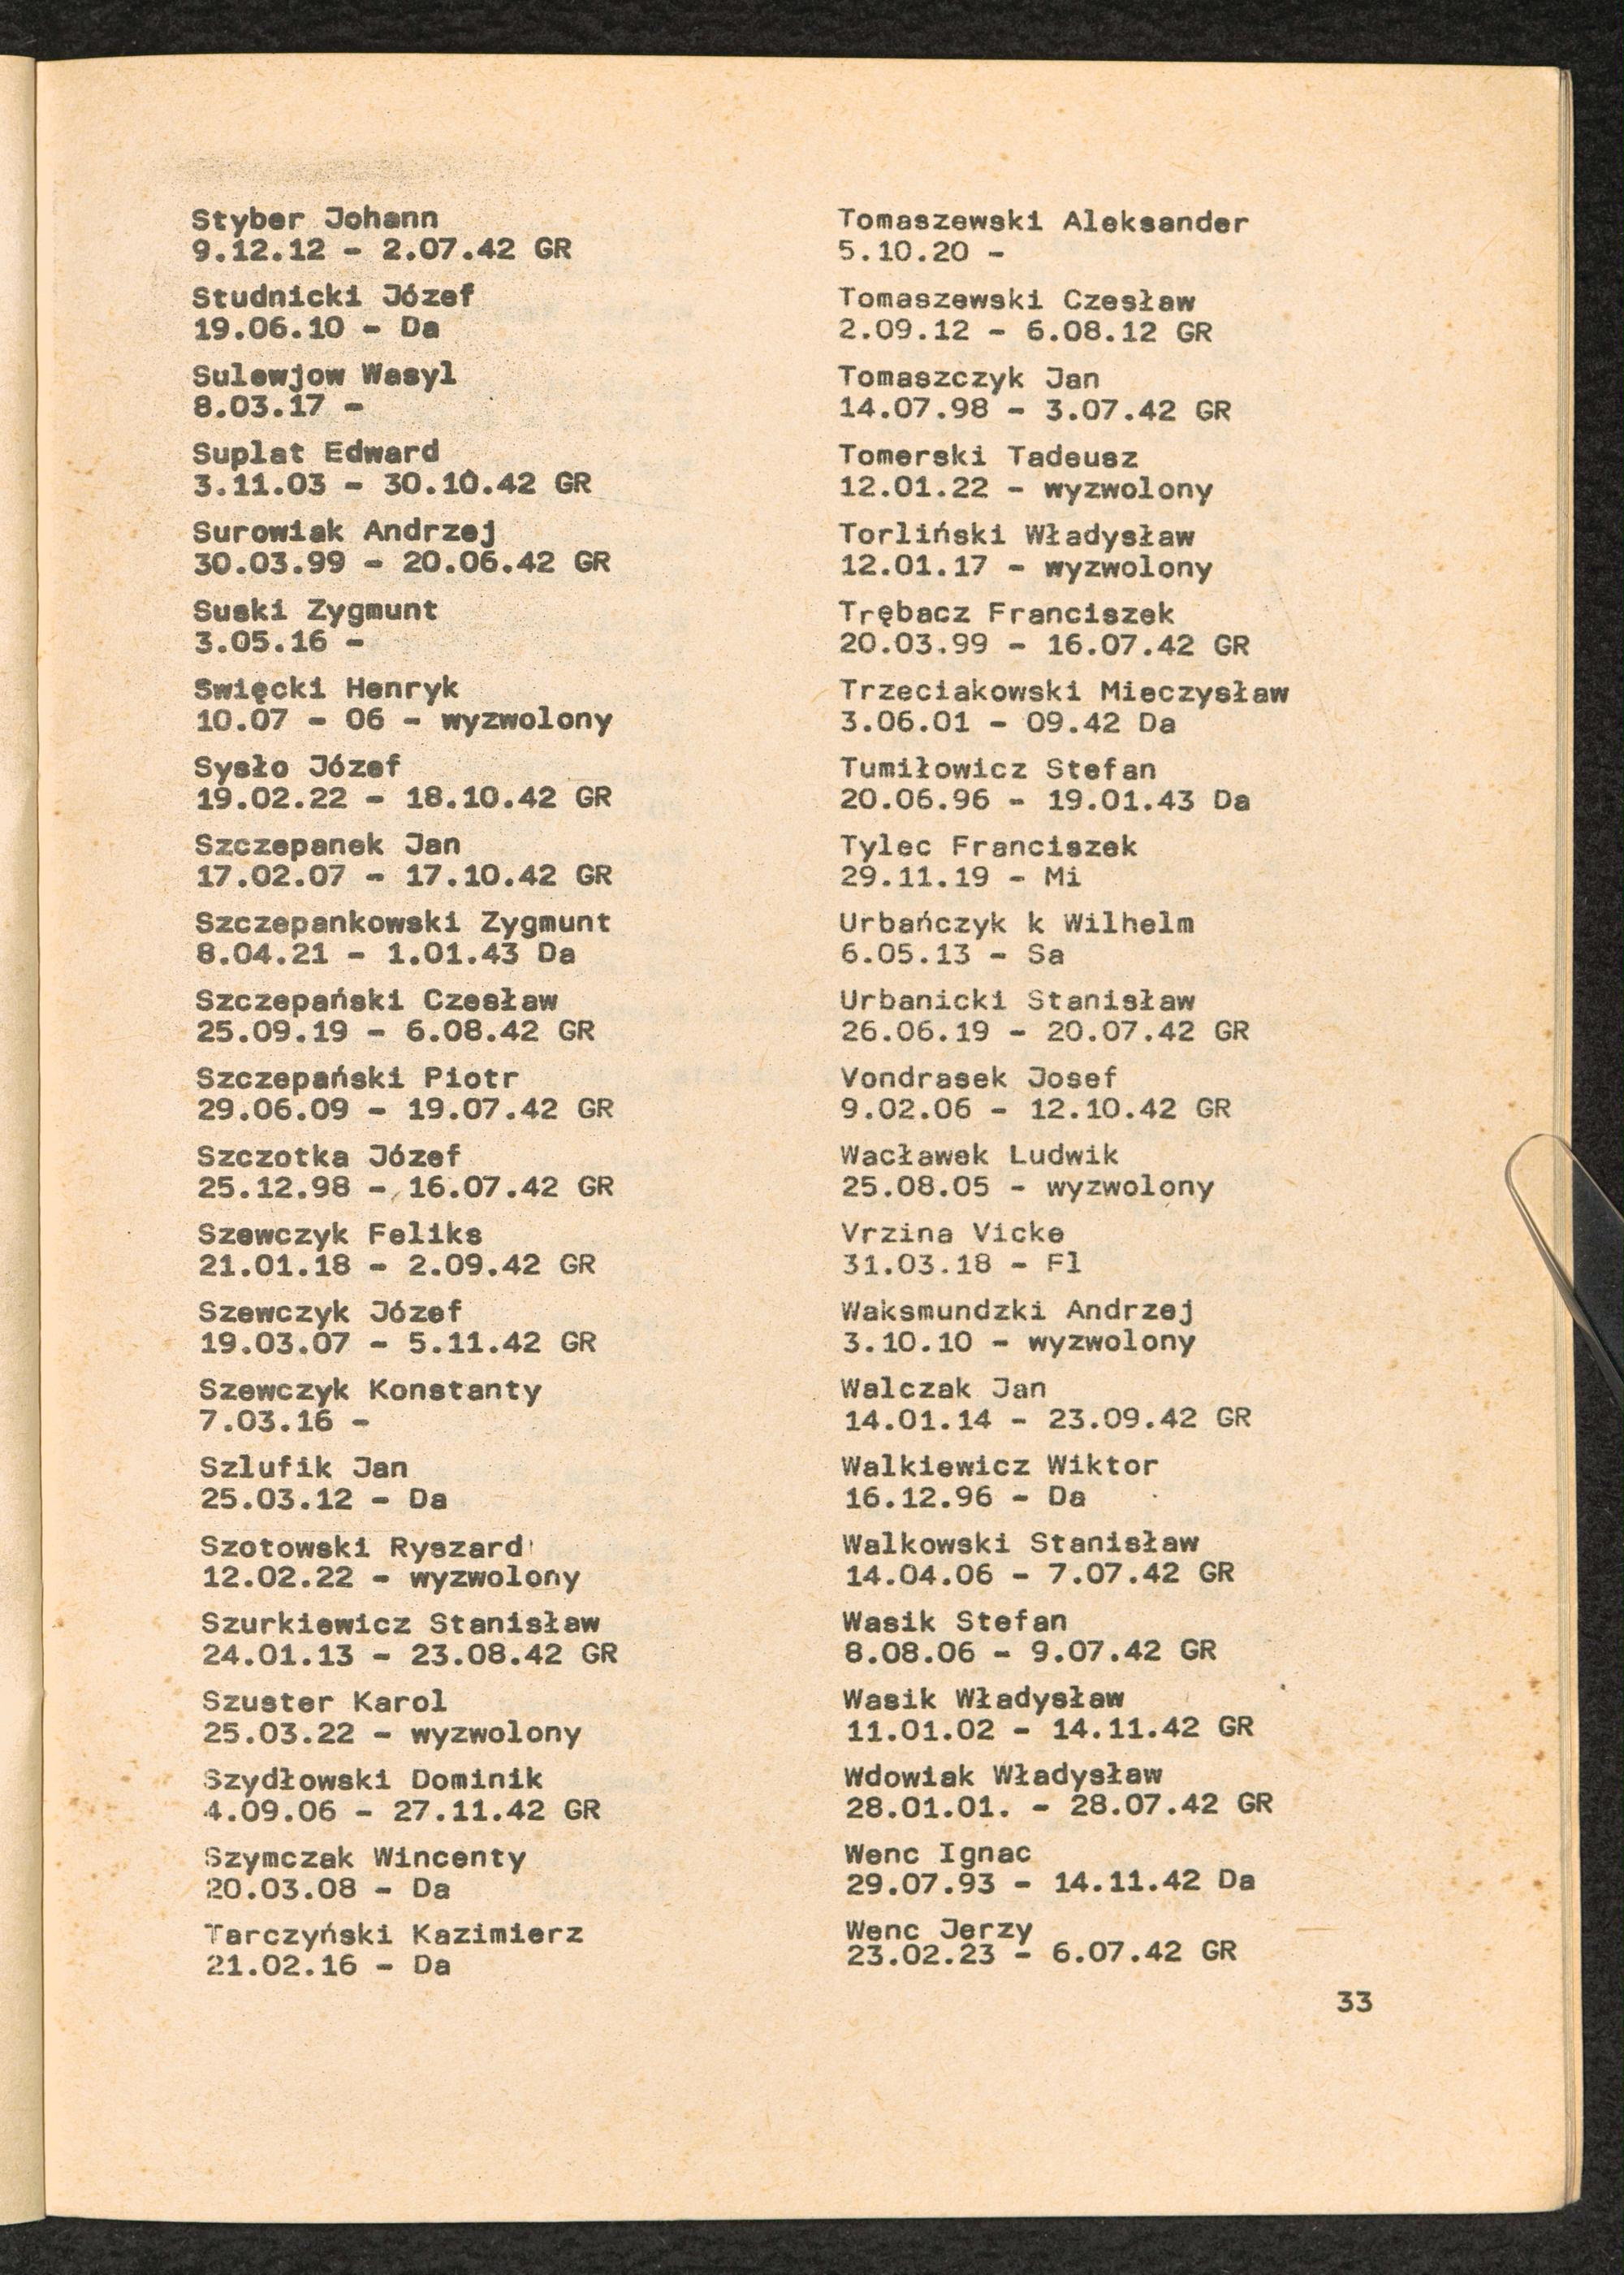 Styber Johann
9.12.12 - 2.07.42 GR
Studnicki Józef
19.06.10 - Da
Sulewjow Wasyl
8.03.17 -
Suplat Edward
3.11.03 - 30.10.42 GR
Surowiak Andrzej
30.03.99 - 20.06.42 GR
Suski Zygmunt
3.05.16 -
Swięcki Henryk
10.07 - 06 - wyzwolony
Sysło Józef
19.02.22 - 18.10.42 GR
Szczepanek Jan
17.02.07 - 17.10.42 GR
Szczepankowski Zygmunt
8.04.21 - 1.01.43 Da
Szczepański Czesław
25.09.19 - 6.08.42 GR
Szczepański Piotr
29.06.09 - 19.07.42 GR
Szczotka Józef
25.12.98 - 16.07.42 GR
Szewczyk Feliks
21.01.18 - 2.09.42 GR
Szewczyk Józef
19.03.07 - 5.11.42 GR
Szewczyk Konstanty
7.03.16 -
Szlufik Jan
25.03.12 - Da
Szotowski Ryszard
12.02.22 - wyzwolony
Szurkiewicz Stanisław
24.01.13 - 23.08.42 GR
Szuster Karol
25.03.22 - wyzwolony
Szydłowski Dominik
4.09.06 - 27.11.42 GR
Szymczak Wincenty
20.03.08 - Da
Tarczyński Kazimierz
21.02.16 - Da
Tomaszewski Aleksander
5.10.20 -
Tomaszewski Czesław
2.09.12 - 6.08.12 GR
Tomaszczyk Jan
14.07.98 - 3.07.42 GR
Tomerski Tadeusz
12.01.22 - wyzwolony
Torliński Władysław
12.01.17 - wyzwolony
Trębacz Franciszek
20.03.99 - 16.07.42 GR
Trzeciakowski Mieczysław
3.06.01 - 09.42 Da
Tumiłowicz Stefan
20.06.96 - 19.01.43 Da
Tylec Franciszek
29.11.19 - Mi
Urbańczyk k Wilhelm
6.05.13 - Sa
Urbanicki Stanisław
26.06.19 - 20.07.42 GR
Vondrasek Josef
9.02.06 - 12.10.42 GR
Wacławek Ludwik
25.08.05 - wyzwolony
Vrzina Vicke
31.03.18 - Fl
Waksmundzki Andrzej
3.10.10 - wyzwolony
Walczak Jan
14.01.14 - 23.09.42 GR
Walkiewicz Wiktor
16.12.96 - Da
Walkowski Stanisław
14.04.06 - 7.07.42 GR
Wasik Stefan
8.08.06 - 9.07.42 GR
Wasik Władysław
11.01.02 - 14.11.42 GR
Wdowiak Władysław
28.01.01. - 28.07.42 GR
Wenc Ignac
29.07.93 - 14.11.42 Da
Wenc Jerzy
23.02.23 - 6.07.42 GR
33